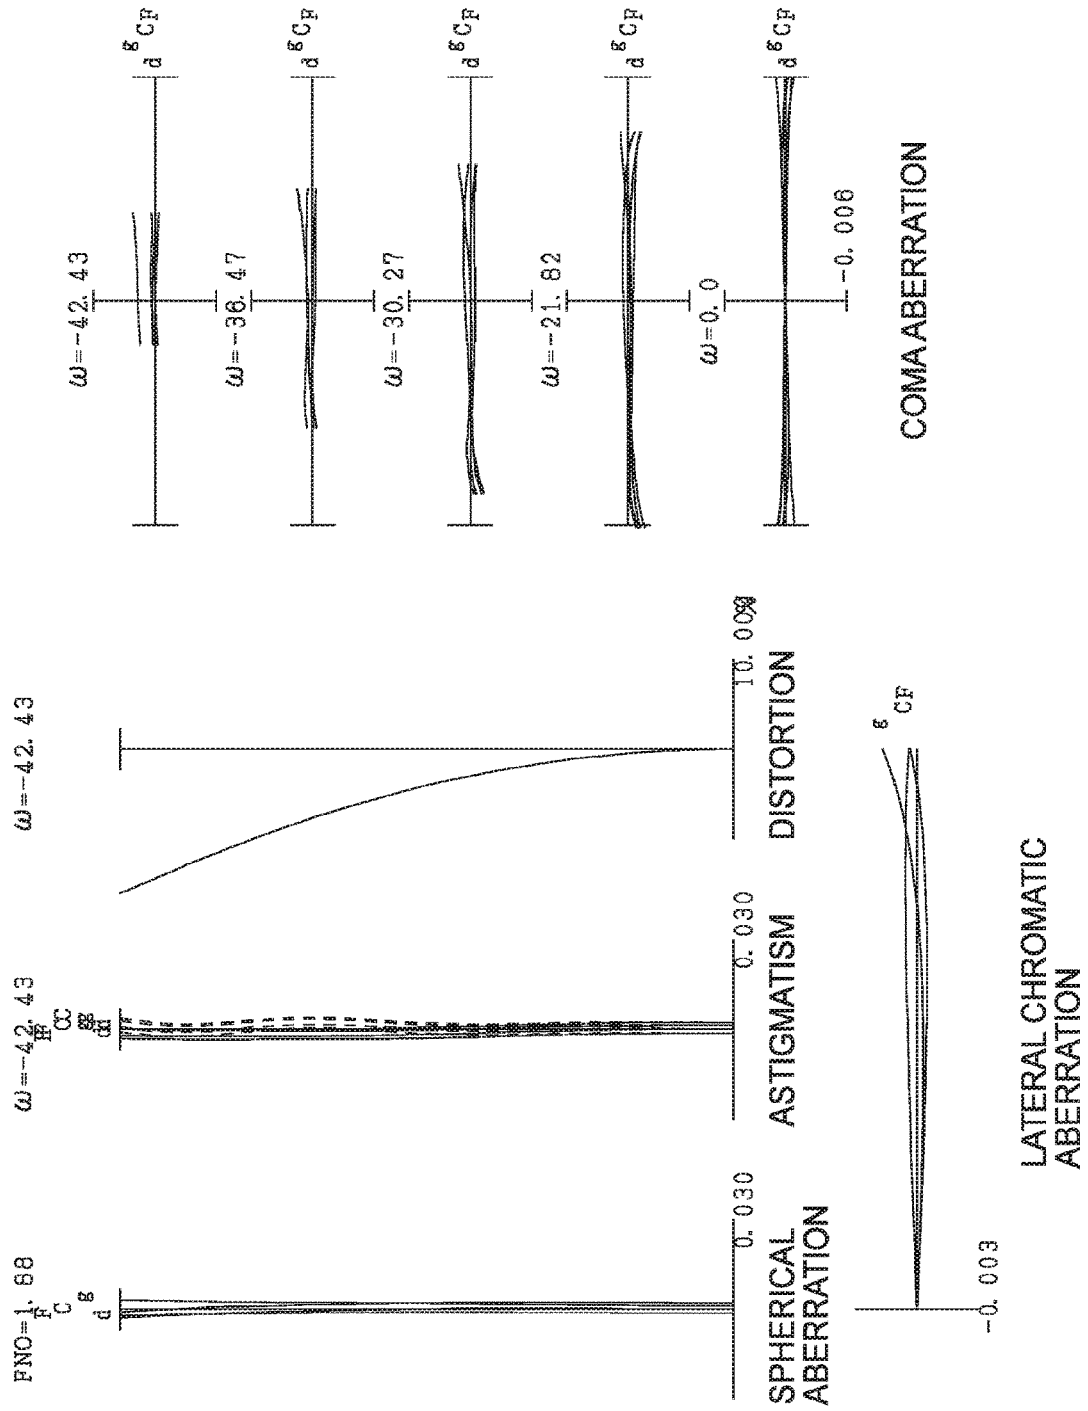 FNO=1. 88
F
C
g
d
0. 030
SPHERICAL
ABERRATION
ω=-42. 43
F
C
g
d
0. 030
ASTIGMATISM
ω=-42. 43
10. 00%
DISTORTION
g
CF
-0. 003
LATERAL CHROMATIC
ABERRATION
ω=-42. 43
d g CF
ω=-36. 47
d g CF
ω=-30. 27
d g CF
ω=-21. 82
d g CF
ω=0. 0
d g CF
-0. 006
COMAABERRATION